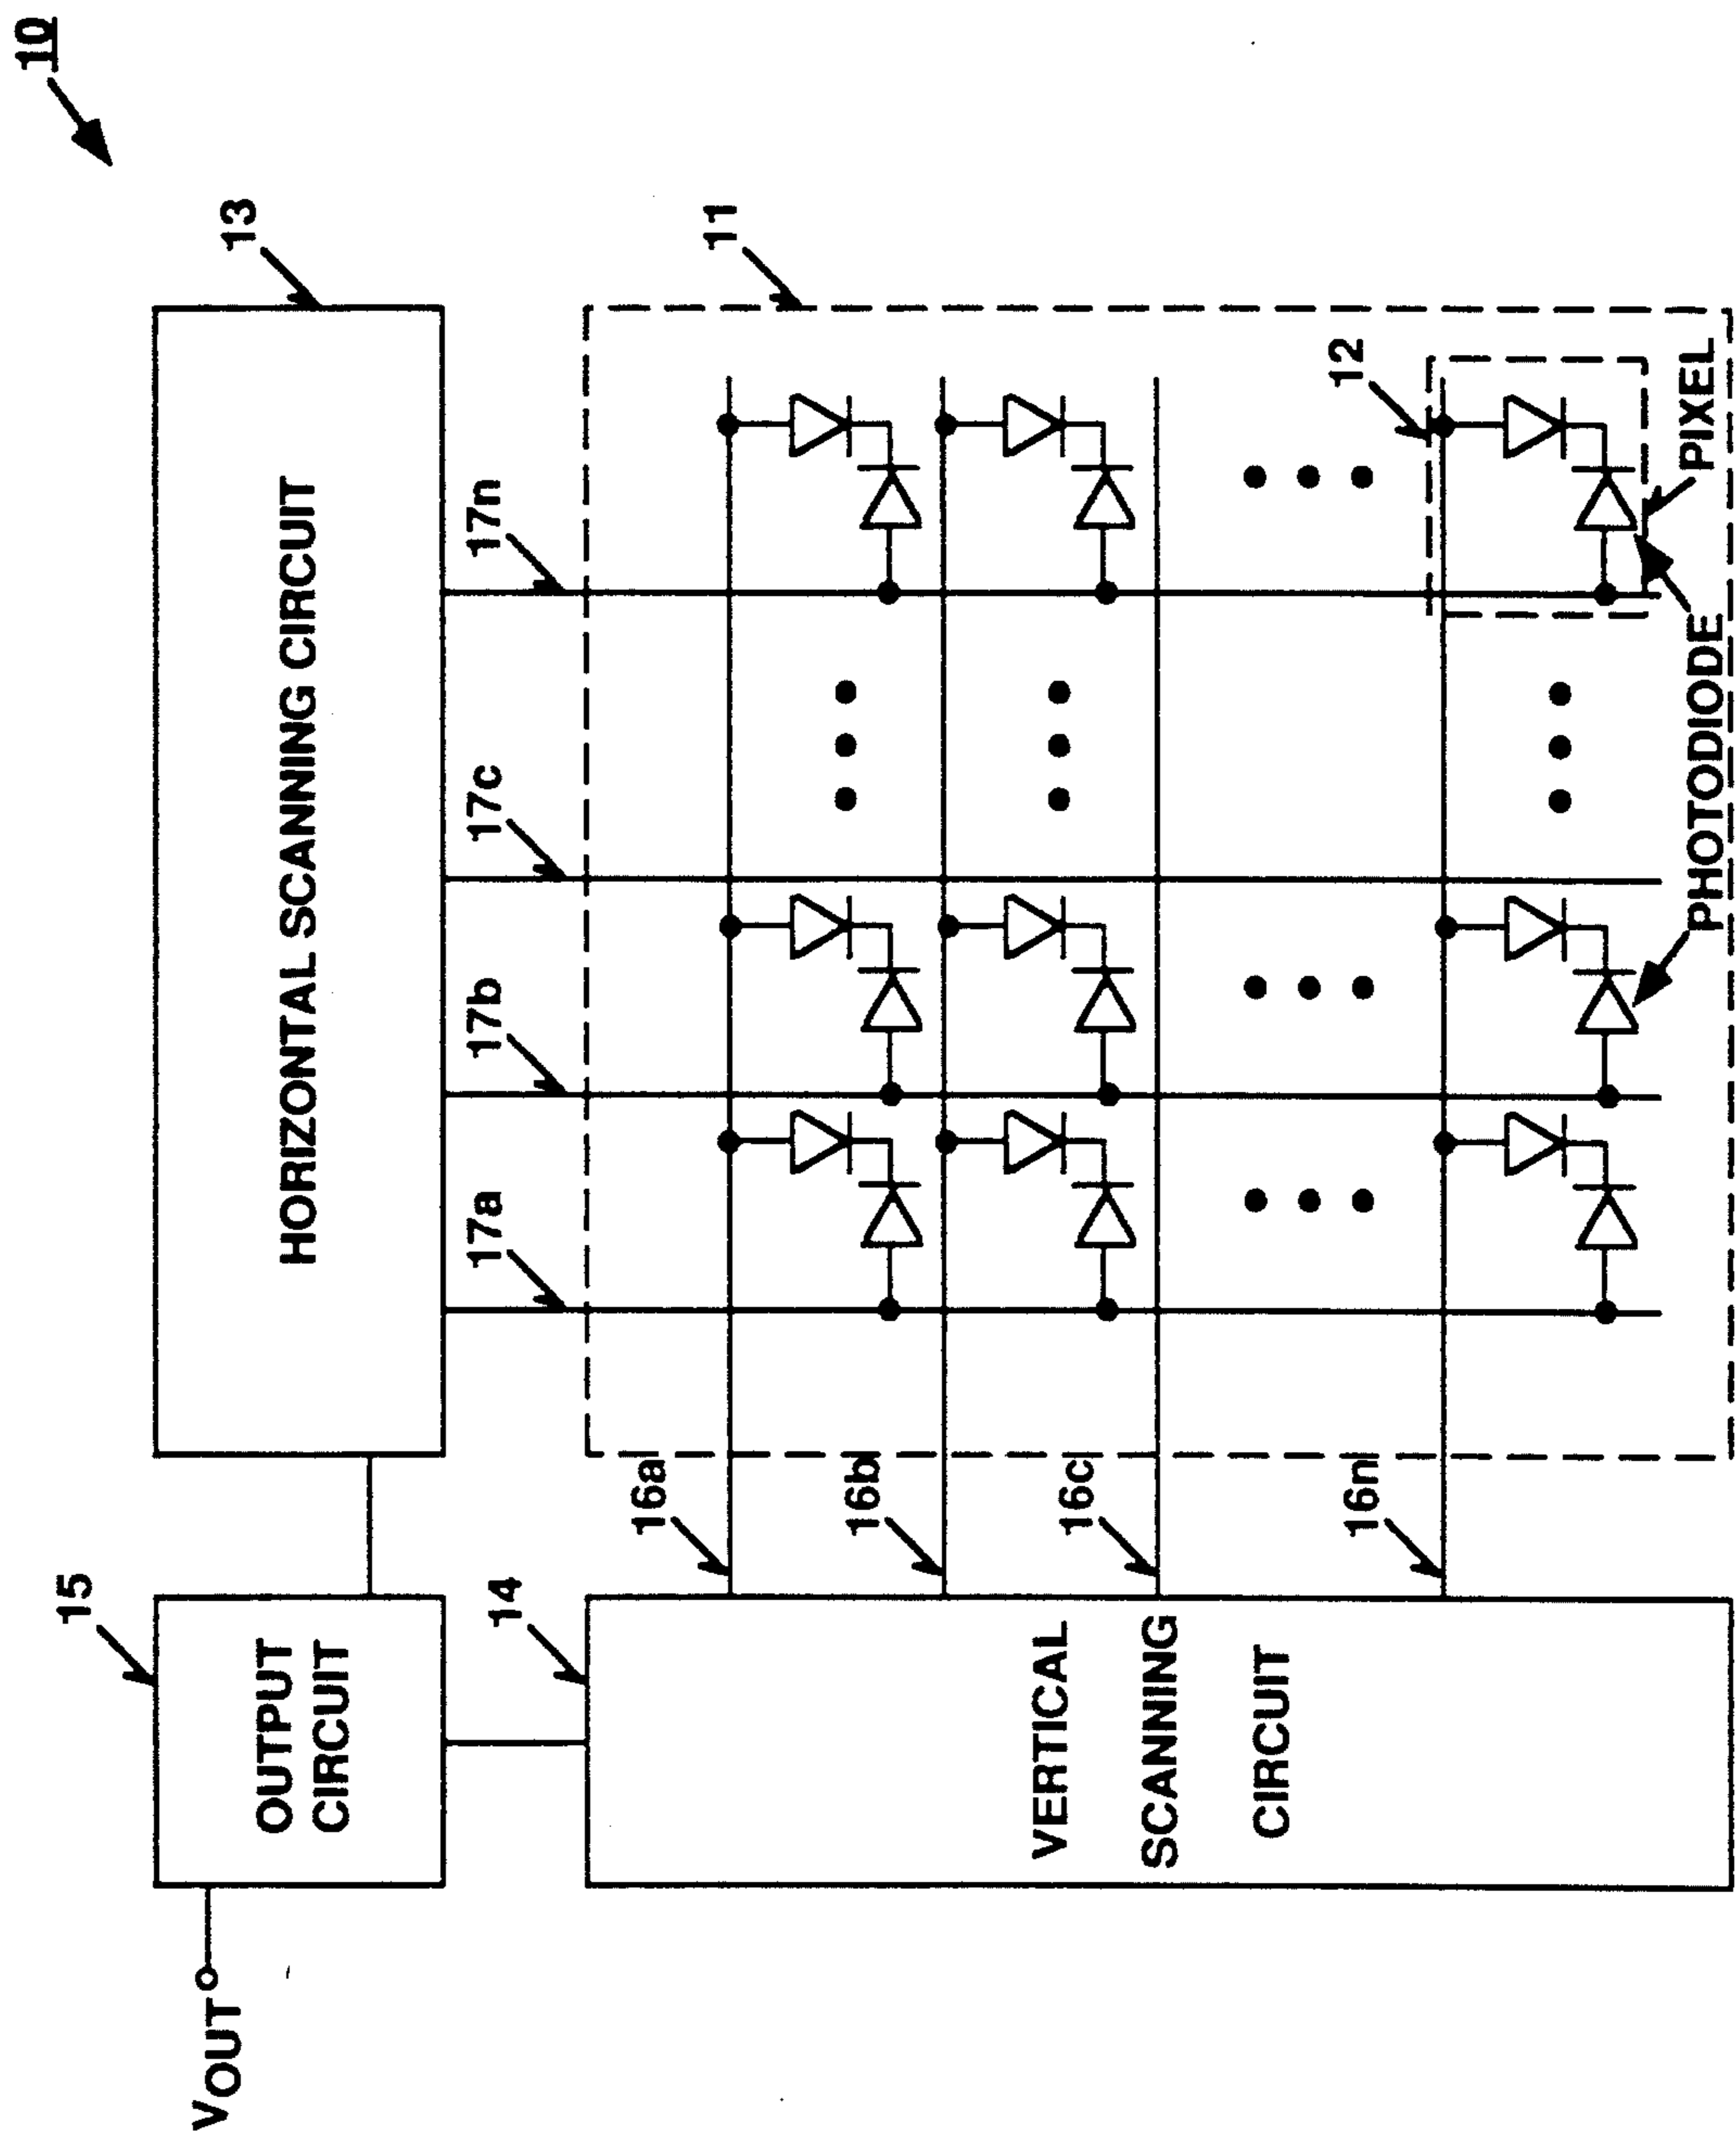 10
13
HORIZONTAL SCANNING CIRCUIT
15
OUTPUT
CIRCUIT
VOUT
14
VERTICAL
SCANNING
CIRCUIT
17a
17b
17c
17n
11
16a
16b
16c
16n
12
PIXEL
PHOTODIODE